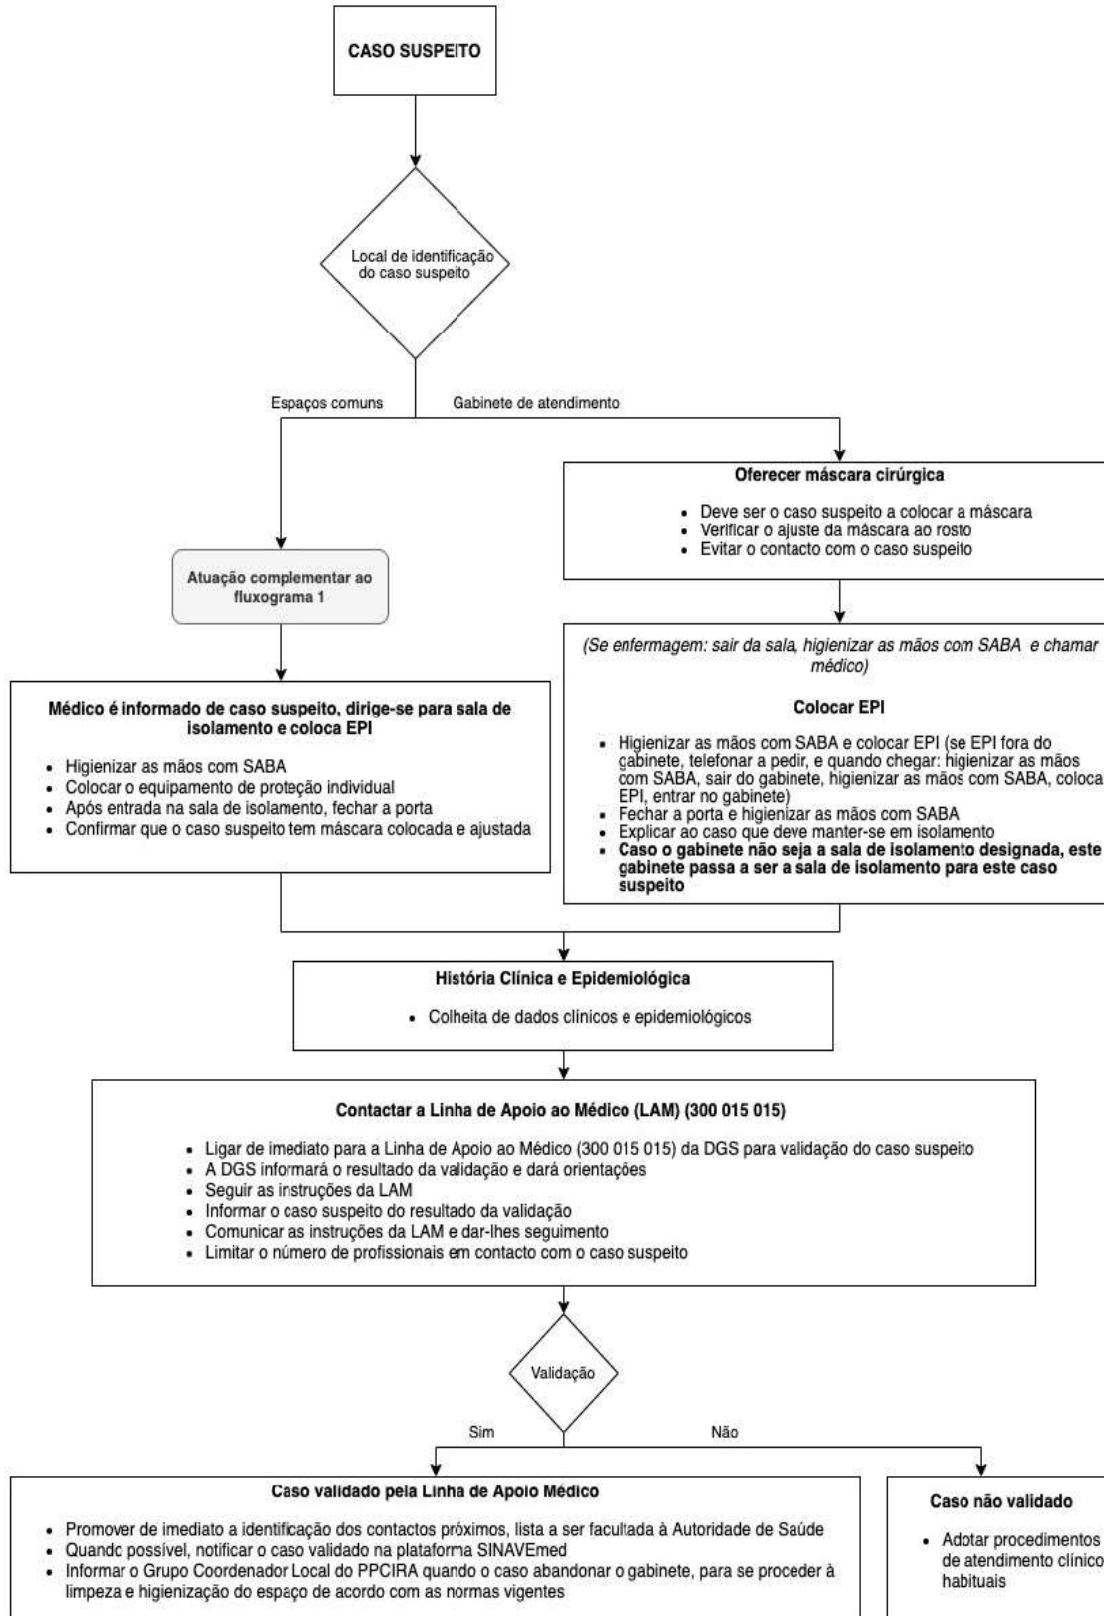 CASO SUSPEITO
Local de identificação
do caso suspeito
Espaços comuns
Gabinete de atendimento
Oferecer máscara cirúrgica
• Deve ser o caso suspeito a colocar a máscara
• Verificar o ajuste da máscara ao rosto
• Evitar o contacto com o caso suspeito
Atuação complementar ao
fluxograma 1
(Se enfermagem: sair da sala, higienizar as mãos com SABA e chamar
médico)
Colocar EPI
▪ Higienizar as mãos com SABA e colocar EPI (se EPI fora do
gabinete, telefonar a pedir, e quando chegar: higienizar as mãos
com SABA, sair do gabinete, higienizar as mãos com SABA, coloca
EPI, entrar no gabinete)
▪ Fechar a porta e higienizar as mãos com SABA
▪ Explicar ao caso que deve manter-se em isolamento
▪ Caso o gabinete não seja a sala de isolamento designada, este
gabinete passa a ser a sala de isolamento para este caso
suspeito
Médico é informado de caso suspeito, dirige-se para sala de
isolamento e coloca EPI
• Higienizar as mãos com SABA
• Colocar o equipamento de proteção individual
• Após entrada na sala de isolamento, fechar a porta
• Confirmar que o caso suspeito tem máscara colocada e ajustada
História Clínica e Epidemiológica
• Colheita de dados clínicos e epidemiológicos
Contactar a Linha de Apoio ao Médico (LAM) (300 015 015)
• Ligar de imediato para a Linha de Apoio ao Médico (300 015 015) da DGS para validação do caso suspeito
• A DGS informará o resultado da validação e dará orientações
• Seguir as instruções da LAM
• Informar o caso suspeito do resultado da validação
• Comunicar as instruções da LAM e dar-lhes seguimento
• Limitar o número de profissionais em contacto com o caso suspeito
Validação
Sim
Não
Caso validado pela Linha de Apoio Médico
• Promover de imediato a identificação dos contactos próximos, lista a ser facultada à Autoridade de Saúde
• Quando possível, notificar o caso validado na plataforma SINAVEmed
• Informar o Grupo Coordenador Local do PPCIRA quando o caso abandonar o gabinete, para se proceder à
limpeza e higienização do espaço de acordo com as normas vigentes
Caso não validado
• Adotar procedimentos
de atendimento clínico
habituais